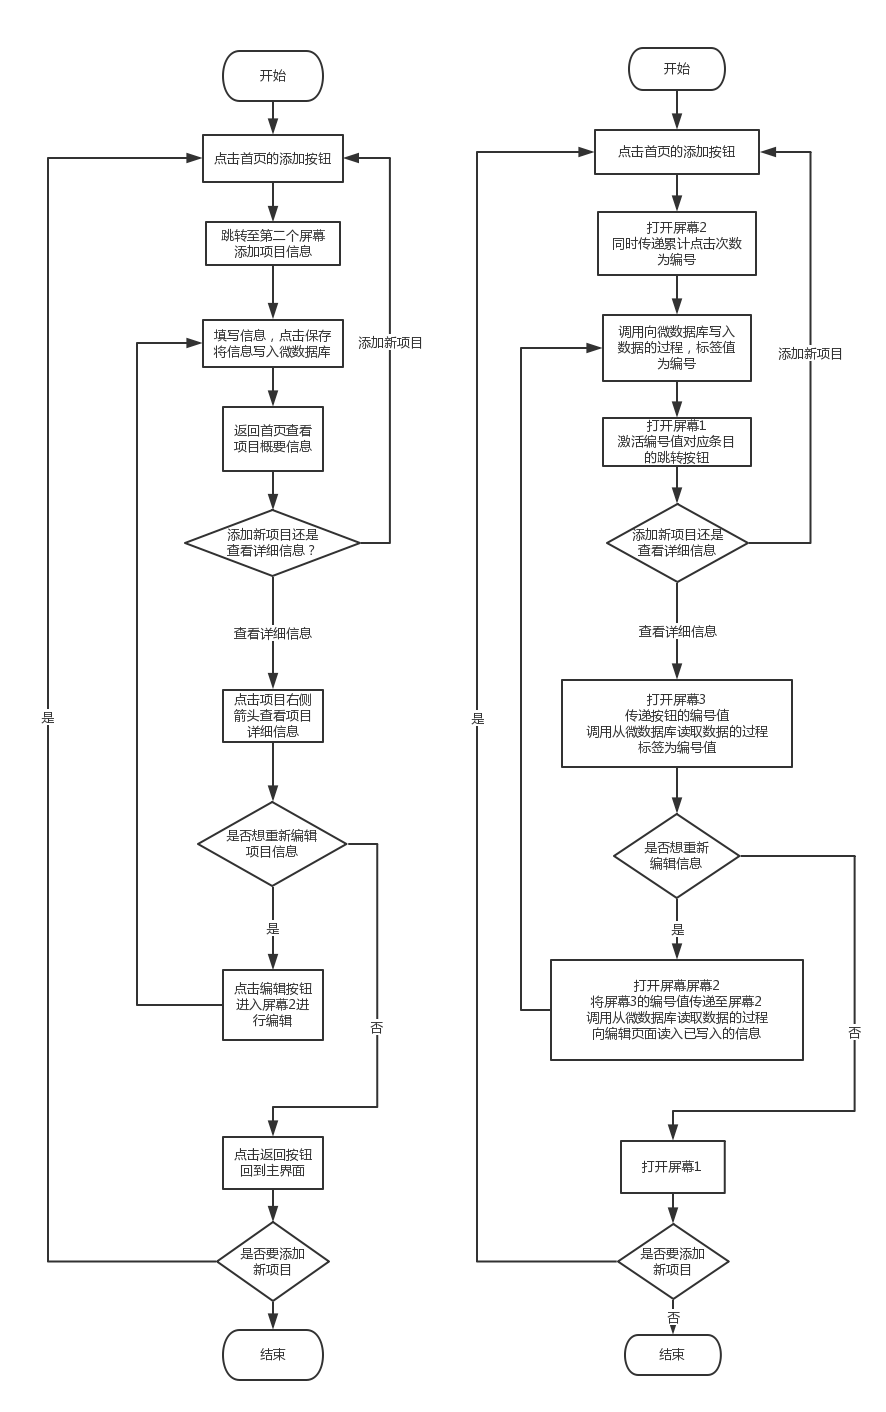 开始
点击首页的添加按钮
跳转至第二个屏幕
添加项目信息
填写信息，点击保存
将信息写入微数据库
添加新项目
返回首页查看
项目概要信息
添加新项目还是
查看详细信息？
查看详细信息
点击项目右侧
箭头查看项目
详细信息
是
是否想重新编辑
项目信息
是
点击编辑按钮
进入屏幕2进
行编辑
否
点击返回按钮
回到主界面
是否要添加
新项目
结束
开始
点击首页的添加按钮
打开屏幕2
同时传递累计点击次数
为编号
调用向微数据库写入
数据的过程，标签值
为编号
添加新项目
打开屏幕1
激活编号值对应条目
的跳转按钮
添加新项目还是
查看详细信息
查看详细信息
打开屏幕3
传递按钮的编号值
调用从微数据库读取数据的过程
标签为编号值
是
是否想重新
编辑信息
是
打开屏幕屏幕2
将屏幕3的编号值传递至屏幕2
调用从微数据库读取数据的过程
向编辑页面读入已写入的信息
否
打开屏幕1
是否要添加
新项目
否
结束